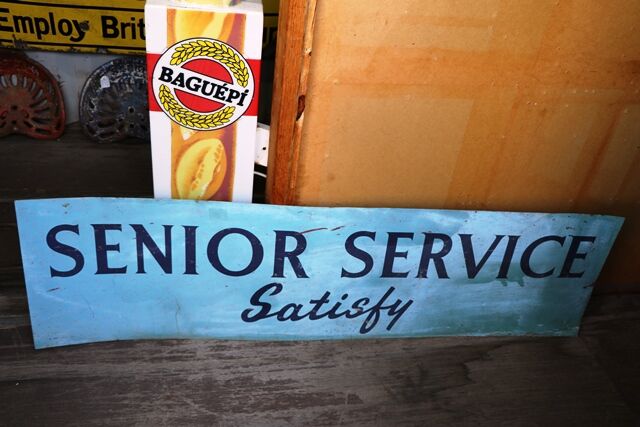 Employ Brit
BAGUÉPÍ
SENIOR SERVICE
Satisfy